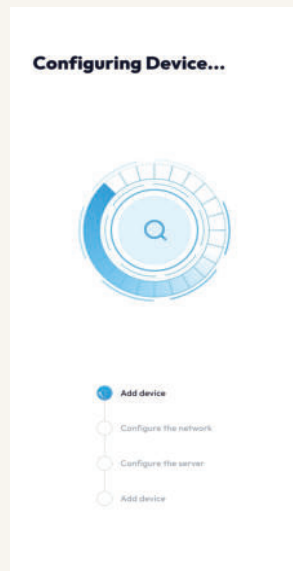 Configuring Device...
Add device
Configure the network
Configure the server
Add device